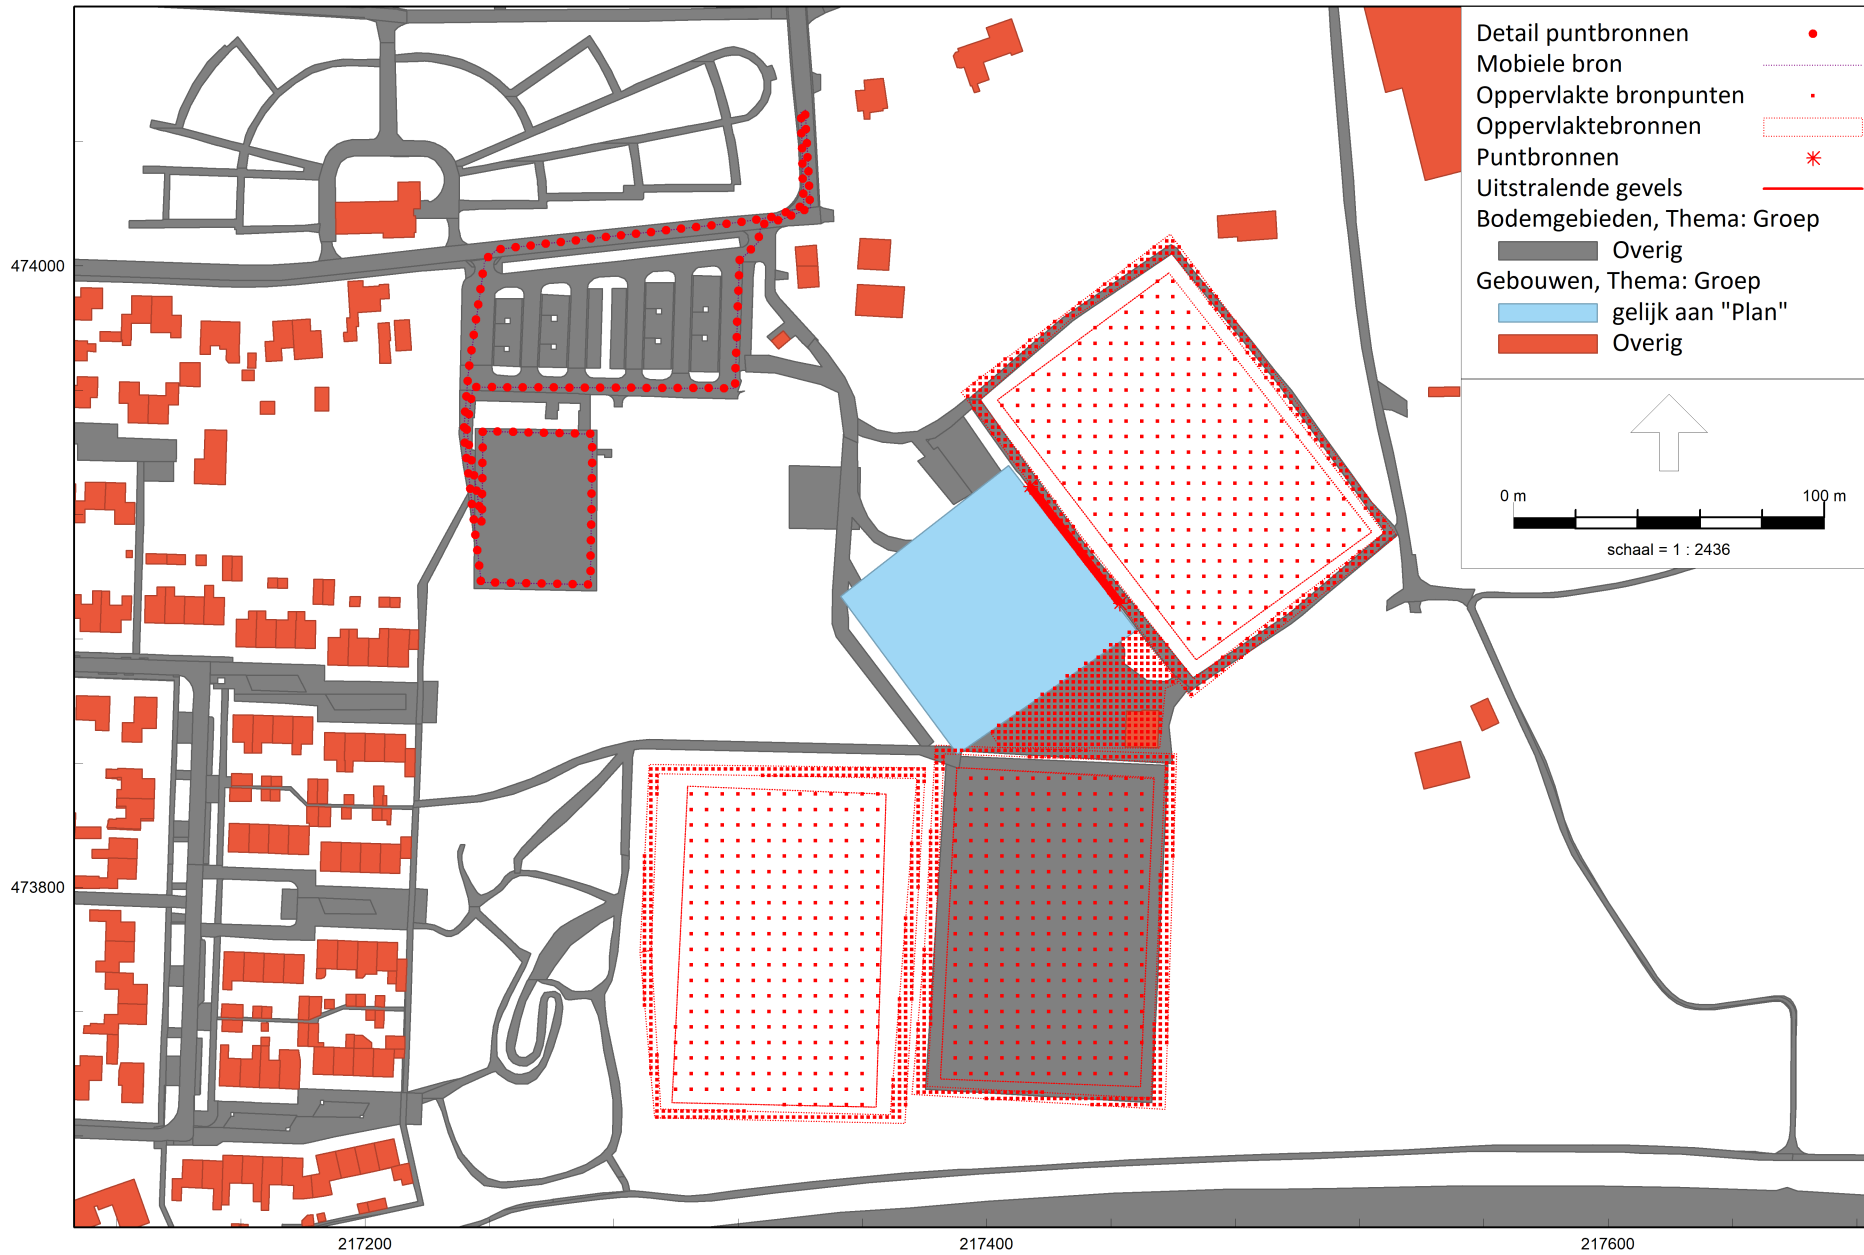 Detail puntbronnen
Mobiele bron
Oppervlakte bronpunten
Oppervlaktebronnen
Puntbronnen
Uitstralende gevels
Bodemgebieden, Thema: Groep
Overig
Gebouwen, Thema: Groep
gelijk aan "Plan"
Overig
0 m 100 m
schaal = 1 : 2436
474000
473800
217200 217400 217600